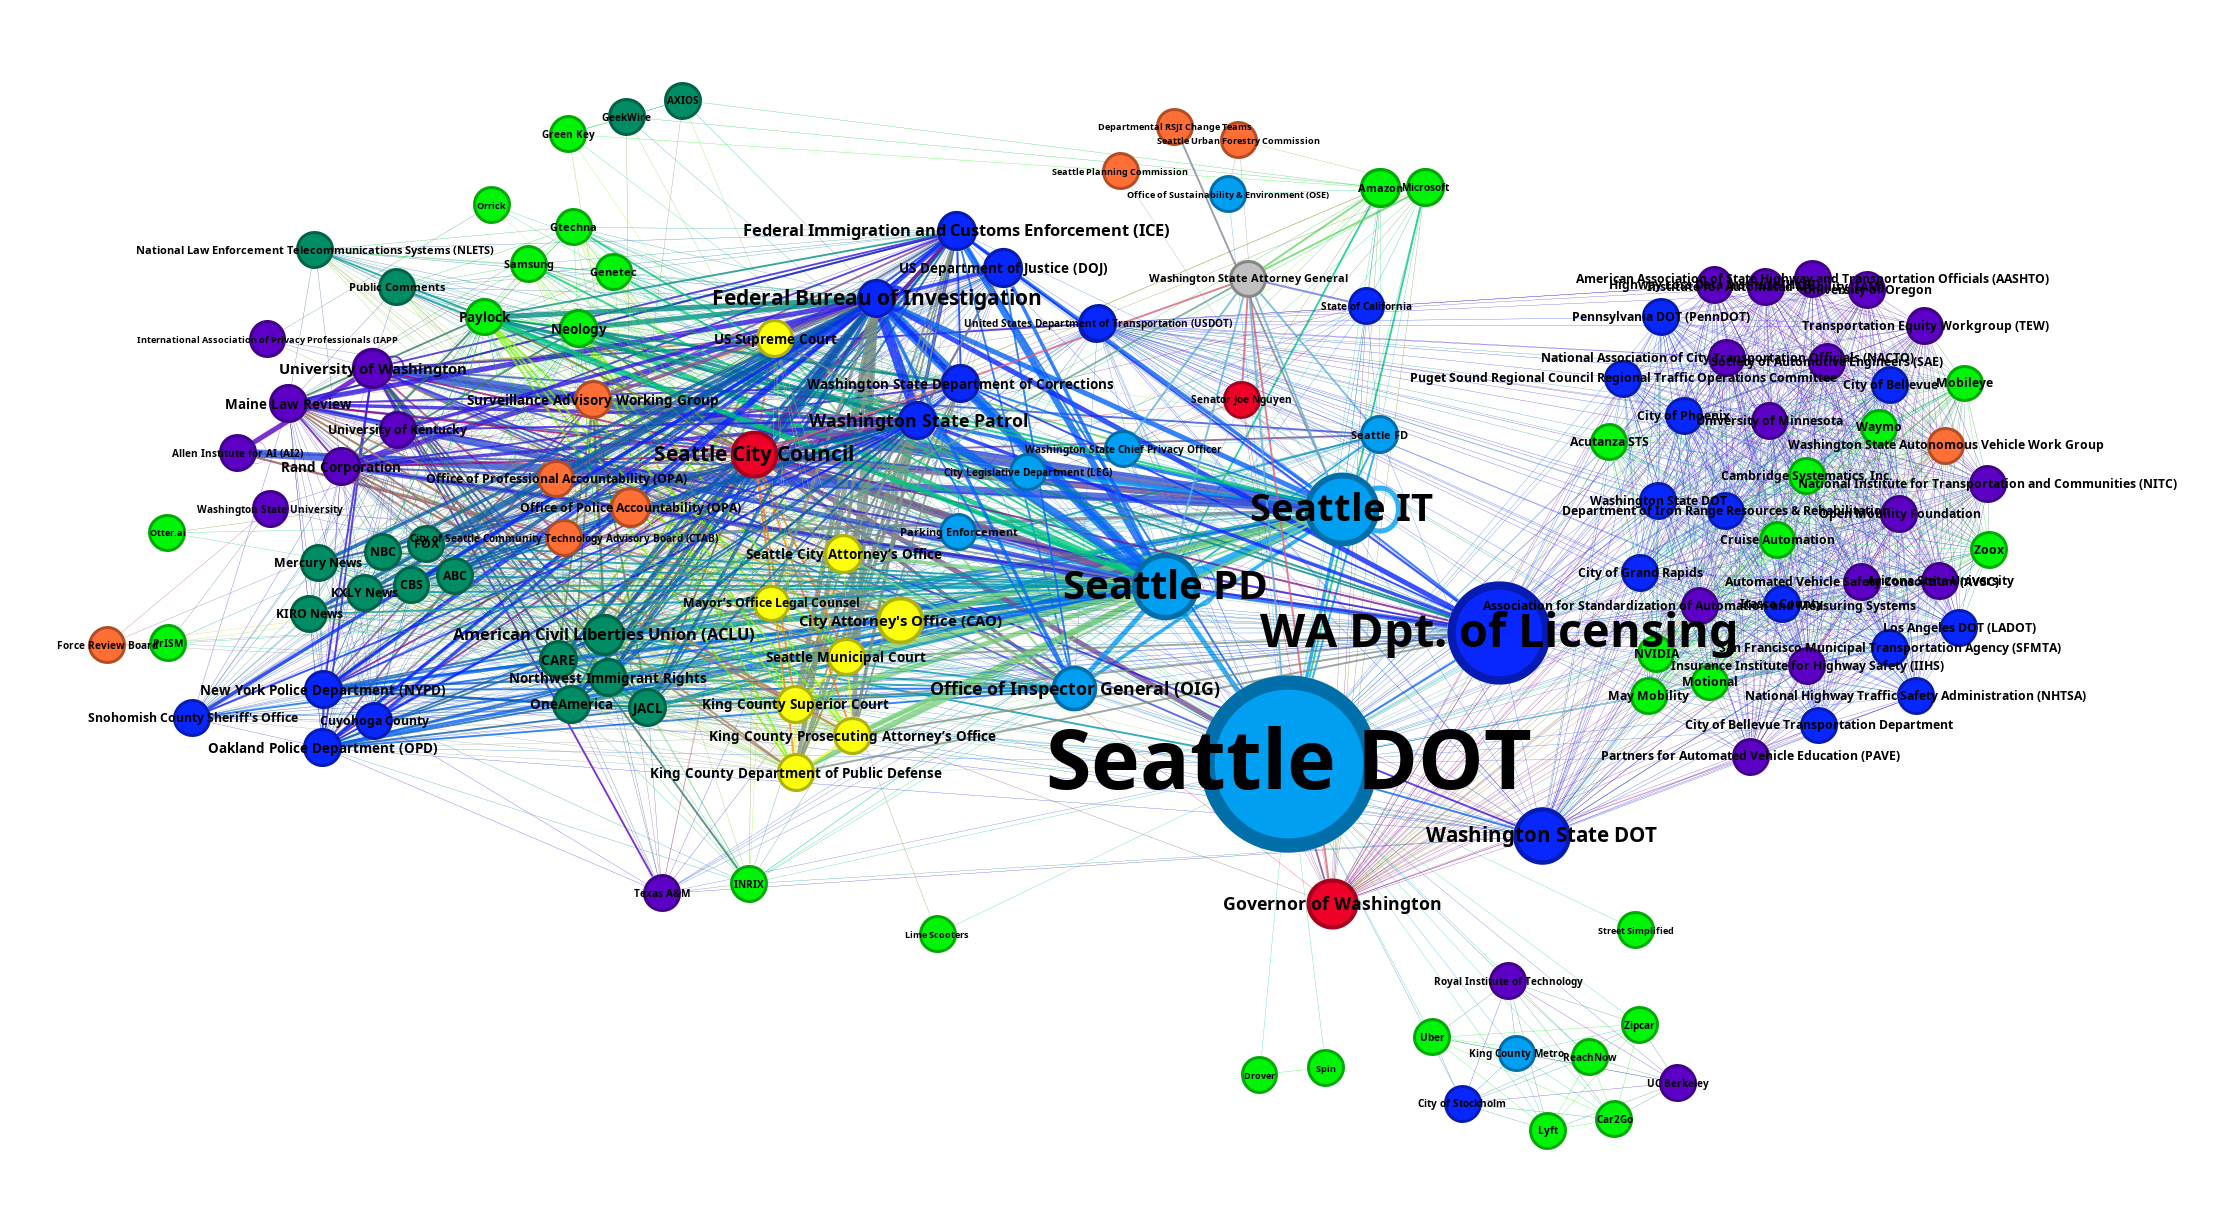 AXIOS
GeekWire
Green Key
Departmental RSJI Change Teams
Seattle Urban Forestry Commission
Seattle Planning Commission
Amazon
Microsoft
Office of Sustainability & Environment (OSE)
Orrick
Gtechna
Federal Immigration and Customs Enforcement (ICE)
National Law Enforcement Telecommunications Systems (NLETS)
Samsung
Genetec
US Department of Justice (DOJ)
Washington State Attorney General
American Association of State Highway and Transportation Officials (AASHTO)
Public Comments
University of Oregon
Federal Bureau of Investigation
State of California
Paylock
Neology
United States Department of Transportation (USDOT)
Pennsylvania DOT (PennDOT)
Transportation Equity Workgroup (TEW)
International Association of Privacy Professionals (IAPP
US Supreme Court
National Association of City Transportation Officials (NACTO)
Society of Automotive Engineers (SAE)
University of Washington
Puget Sound Regional Council Regional Traffic Operations Committee
City of Bellevue
Mobileye
Washington State Department of Corrections
Maine Law Review
Surveillance Advisory Working Group
Senator Joe Nguyen
City of Phoenix
University of Minnesota
Washington State Patrol
University of Kentucky
Waymo
Seattle FD
Acutanza STS
Washington State Autonomous Vehicle Work Group
Allen Institute for AI (AI2)
Seattle City Council
Washington State Chief Privacy Officer
Rand Corporation
City Legislative Department (LEG)
Cambridge Systematics, Inc.
Office of Professional Accountability (OPA)
National Institute for Transportation and Communities (NITC)
Washington State University
Office of Police Accountability (OPA)
Seattle IT
Washington State DOT
Department of Iron Range Resources & Rehabilitation
Open Mobility Foundation
Otter.ai
City of Seattle Community Technology Advisory Board (CTAB)
Parking Enforcement
Cruise Automation
FOX
NBC
Seattle City Attorney's Office
Zoox
Mercury News
ABC
CBS
Seattle PD
City of Grand Rapids
Automated Vehicle Safety Consortium (AVSC)
Arizona State University
KXLY News
KIRO News
Mayor's Office Legal Counsel
Itasca County
Association for Standardization of Automation and Measuring Systems
City Attorney's Office (CAO)
American Civil Liberties Union (ACLU)
WA Dpt. of Licensing
Los Angeles DOT (LADOT)
Force Review Board
PrISM
San Francisco Municipal Transportation Agency (SFMTA)
NVIDIA
CARE
Seattle Municipal Court
Insurance Institute for Highway Safety (IIHS)
Northwest Immigrant Rights
Motional
New York Police Department (NYPD)
Office of Inspector General (OIG)
May Mobility
National Highway Traffic Safety Administration (NHTSA)
OneAmerica
JACL
King County Superior Court
Snohomish County Sheriff's Office
Cuyohoga County
City of Bellevue Transportation Department
King County Prosecuting Attorney's Office
Oakland Police Department (OPD)
Partners for Automated Vehicle Education (PAVE)
Seattle DOT
King County Department of Public Defense
Washington State DOT
INRIX
Texas A&M
Governor of Washington
Lime Scooters
Street Simplified
Royal Institute of Technology
Zipcar
Uber
King County Metro
ReachNow
Drover
Spin
UC Berkeley
City of Stockholm
Car2Go
Lyft